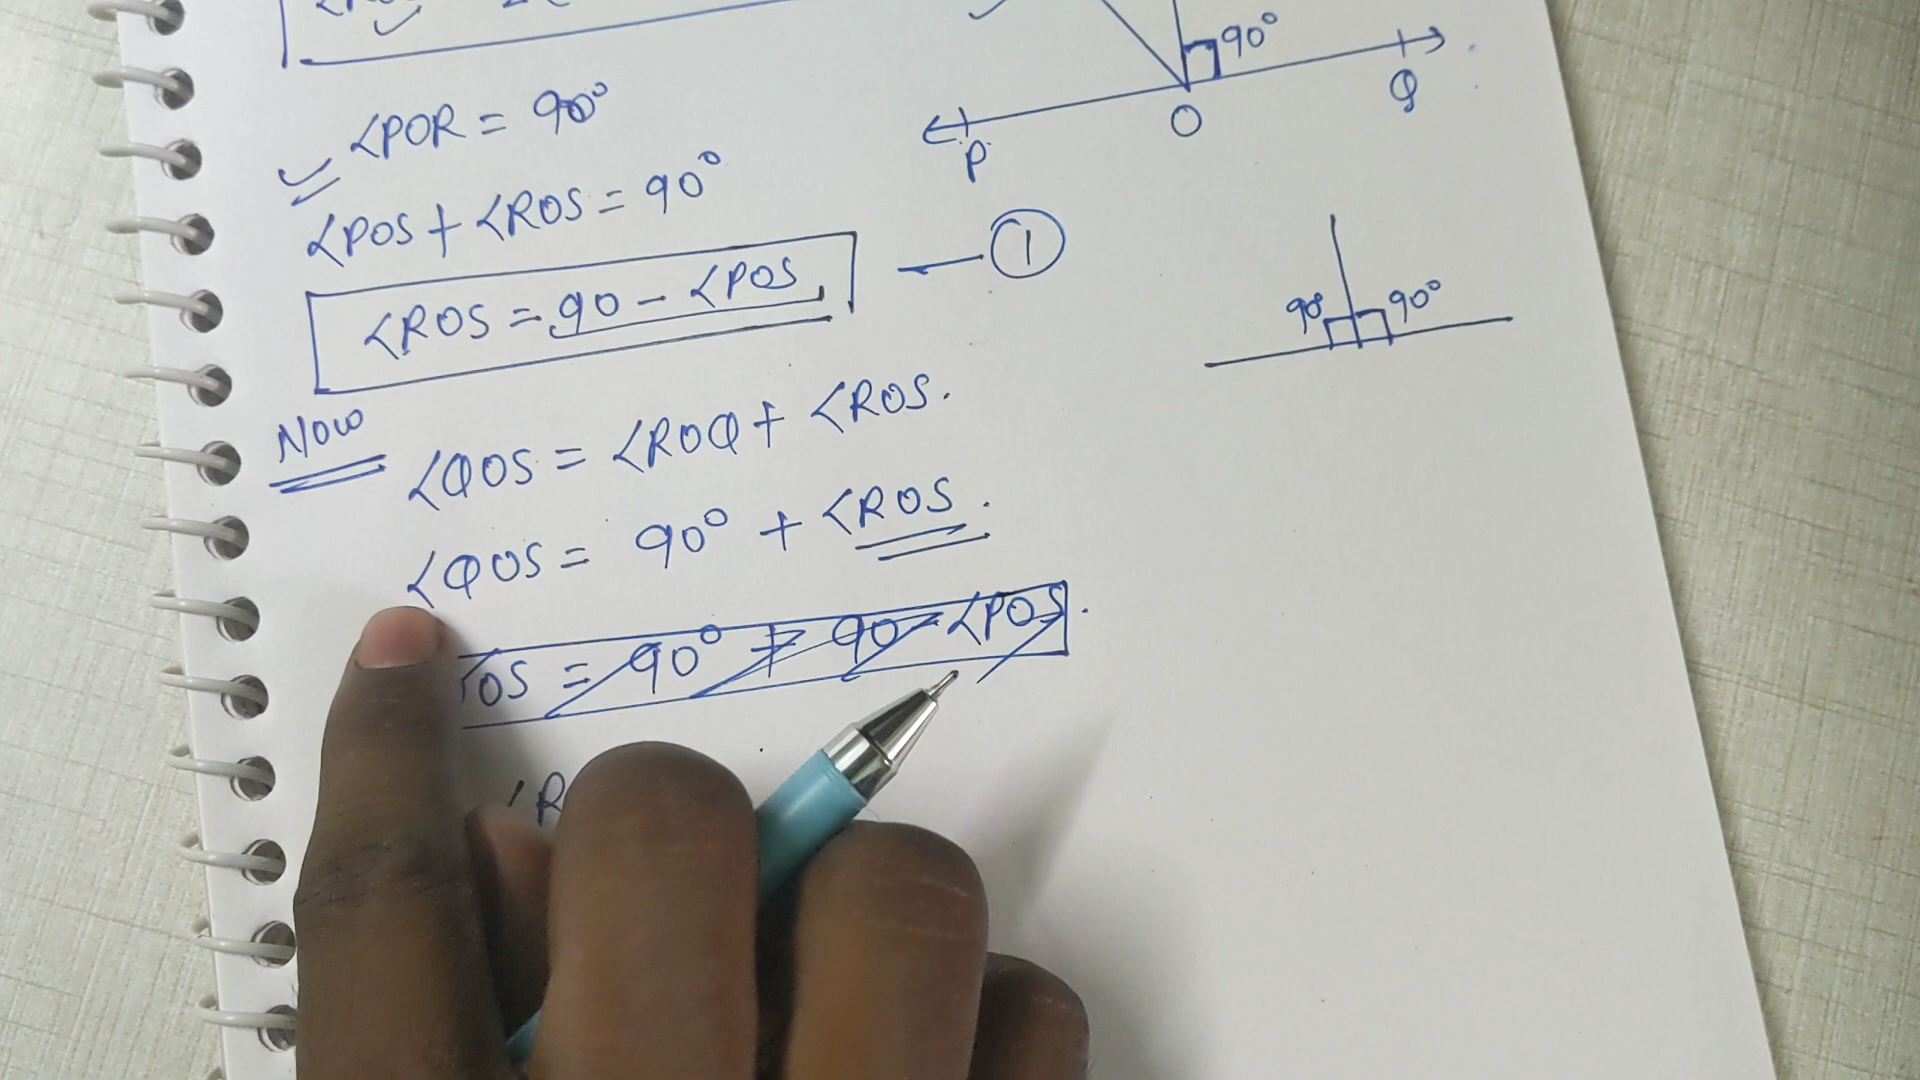 90°
P
O
Q
∠POR = 90°
∠POS + ∠ROS = 90°
∠ROS = 90 - ∠POS
1
90° 90°
Now
∠QOS = ∠ROQ + ∠ROS.
∠QOS = 90° + ∠ROS.
OS = 90° + 90 - ∠POS.
∠R